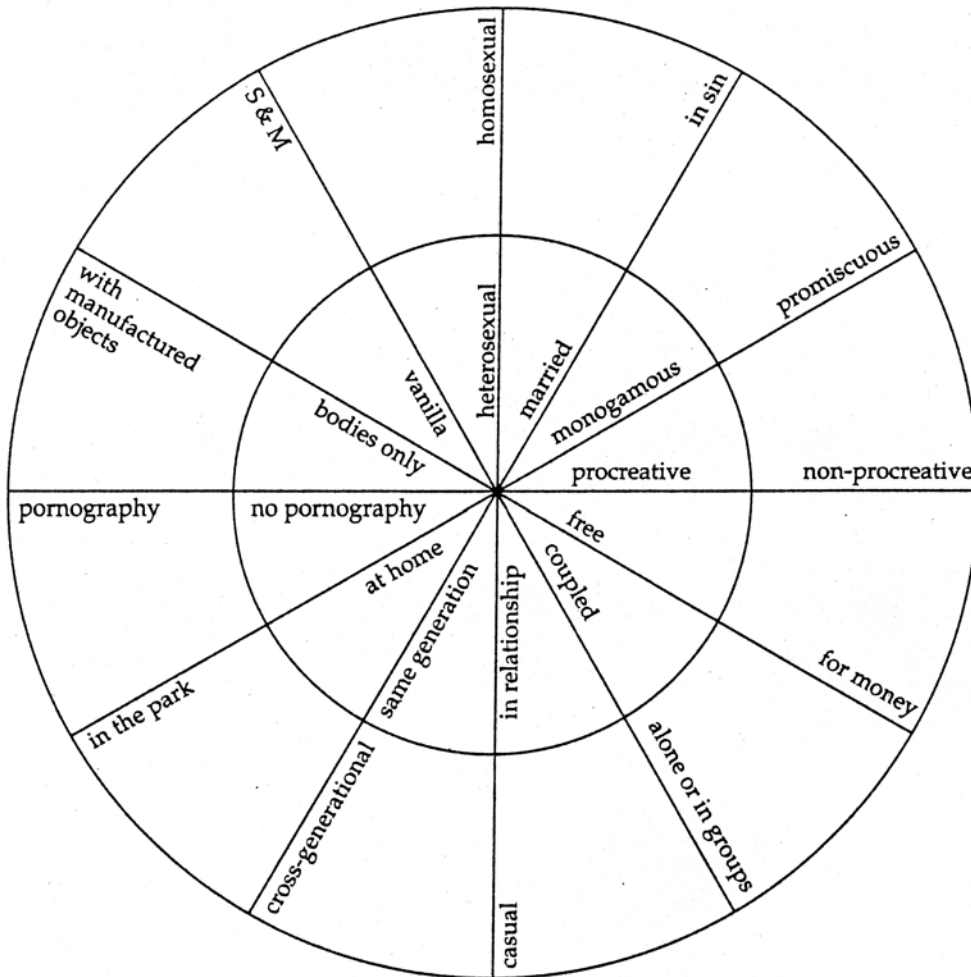 homosexual
heterosexual
in sin
married
promiscuous
monogamous
non-procreative
procreative
for money
free
alone or in groups
coupled
casual
in relationship
cross-generational
same generation
in the park
at home
pornography
no pornography
with
manufactured
objects
bodies only
S & M
vanilla